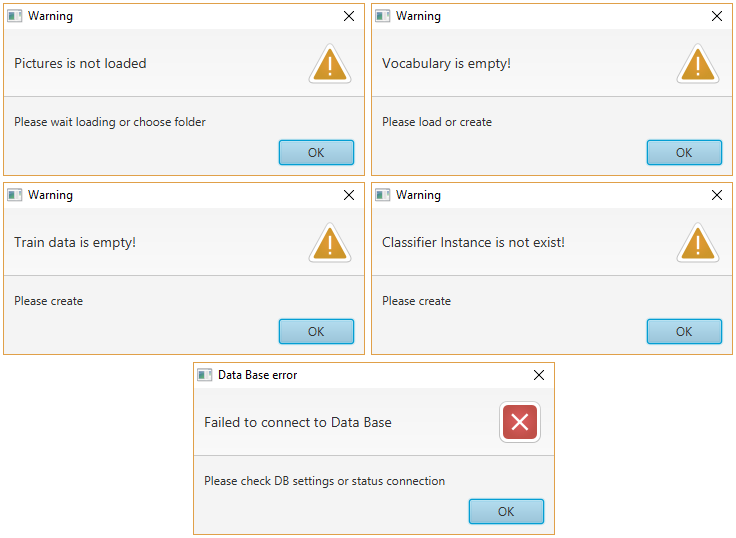 Warning
Pictures is not loaded
Please wait loading or choose folder
OK
Warning
Vocabulary is empty!
Please load or create
OK
Warning
Train data is empty!
Please create
OK
Warning
Classifier Instance is not exist!
Please create
OK
Data Base error
Failed to connect to Data Base
Please check DB settings or status connection
OK